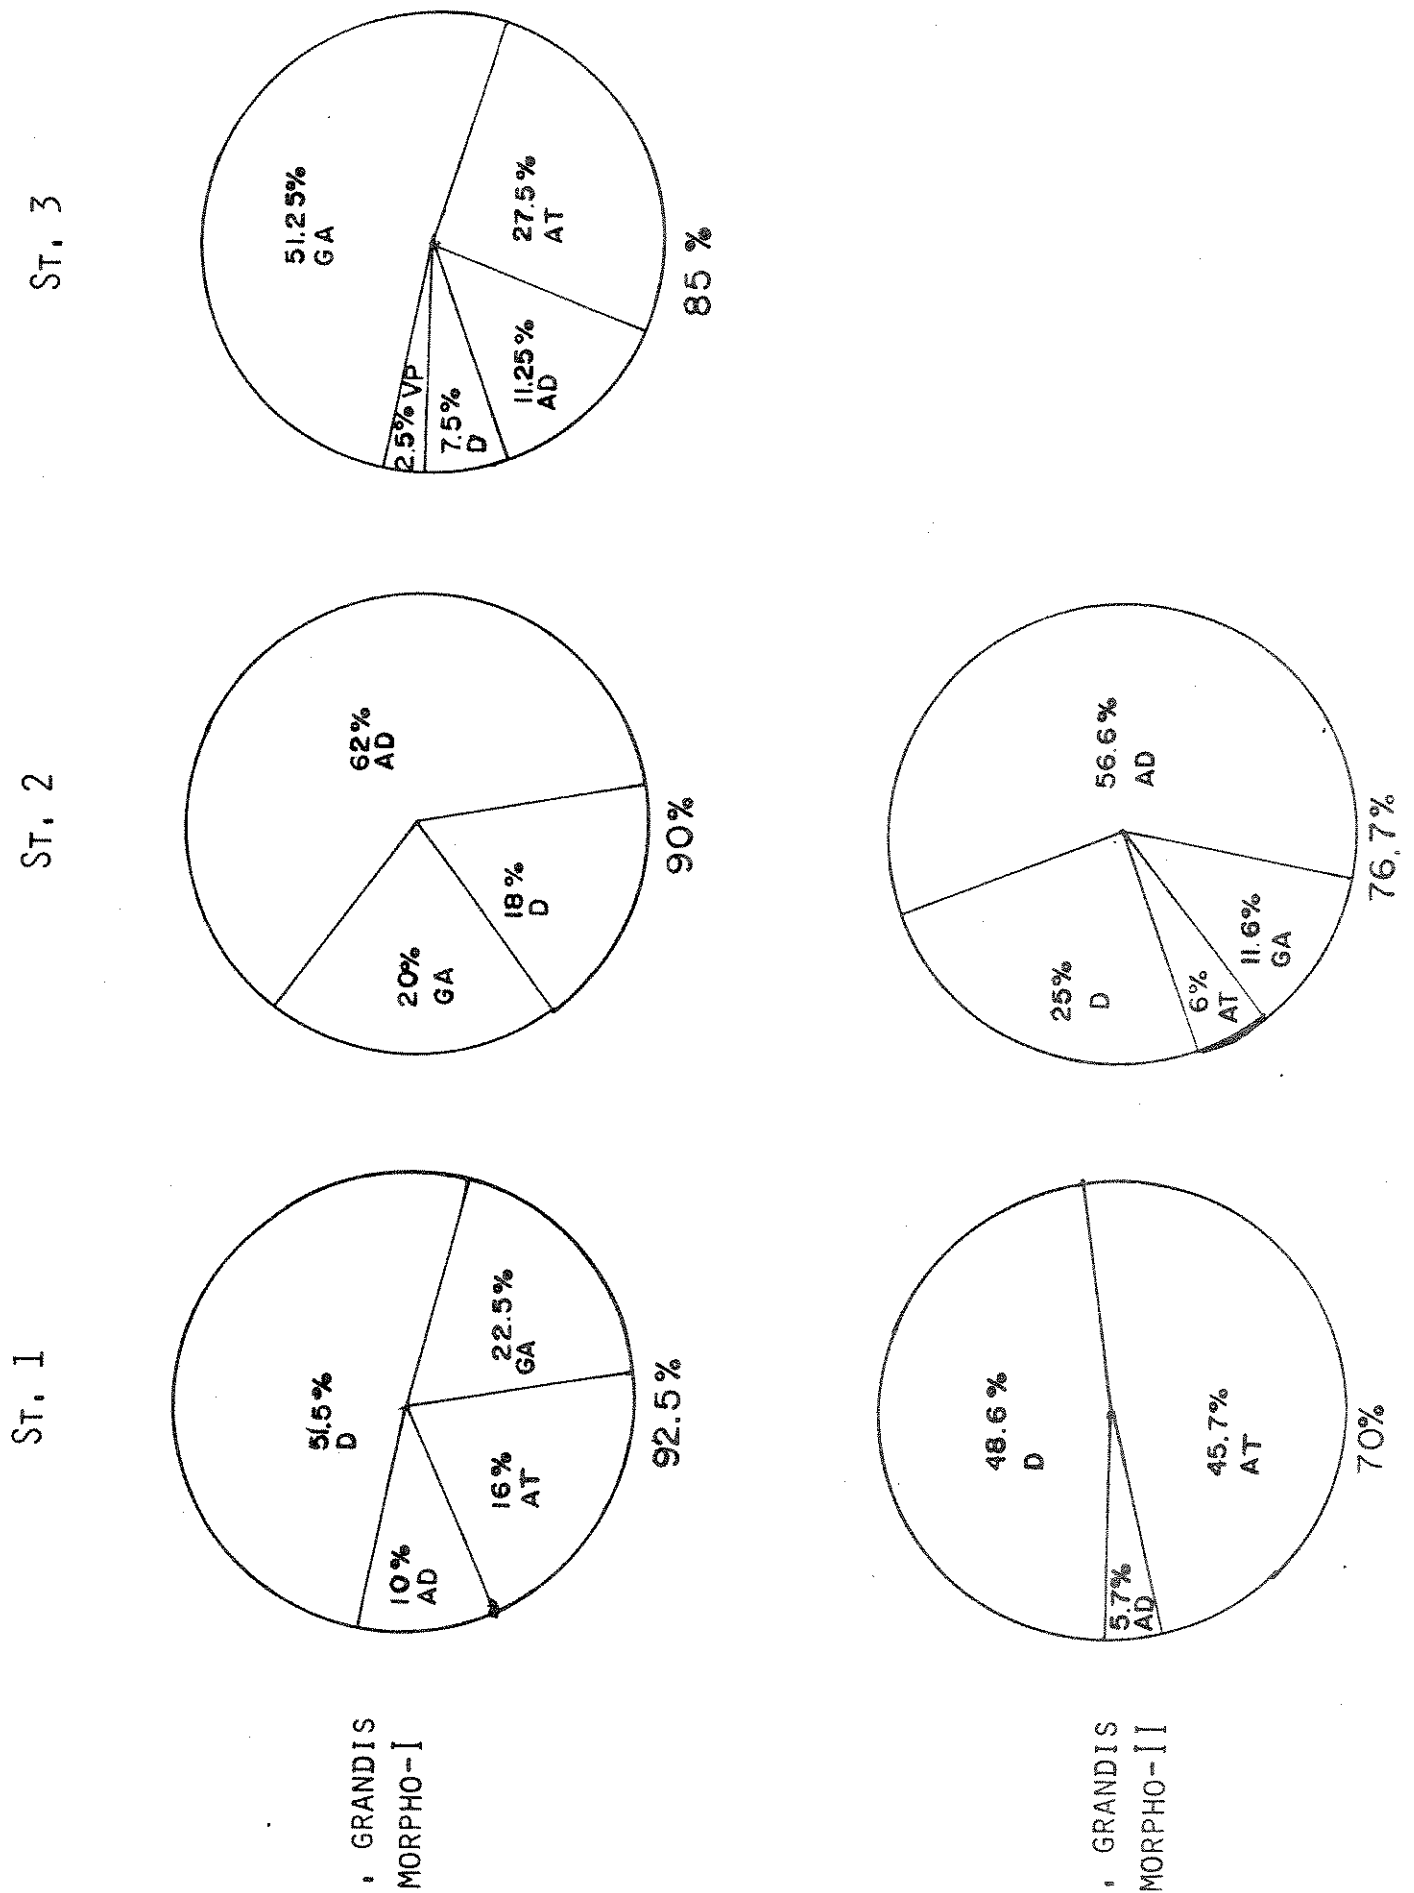 ST. 1
ST. 2
ST. 3
. GRANDIS
MORPHO-I
51.5%
D
10%
AD
16%
AT
22.5%
GA
92.5%
62%
AD
20%
GA
18%
D
90%
51.25%
GA
2.5% VP
7.5%
D
11.25%
AD
27.5%
AT
85%
. GRANDIS
MORPHO-II
48.6%
D
5.7%
AD
45.7%
AT
70%
56.6%
AD
25%
D
6%
AT
11.6%
GA
76.7%